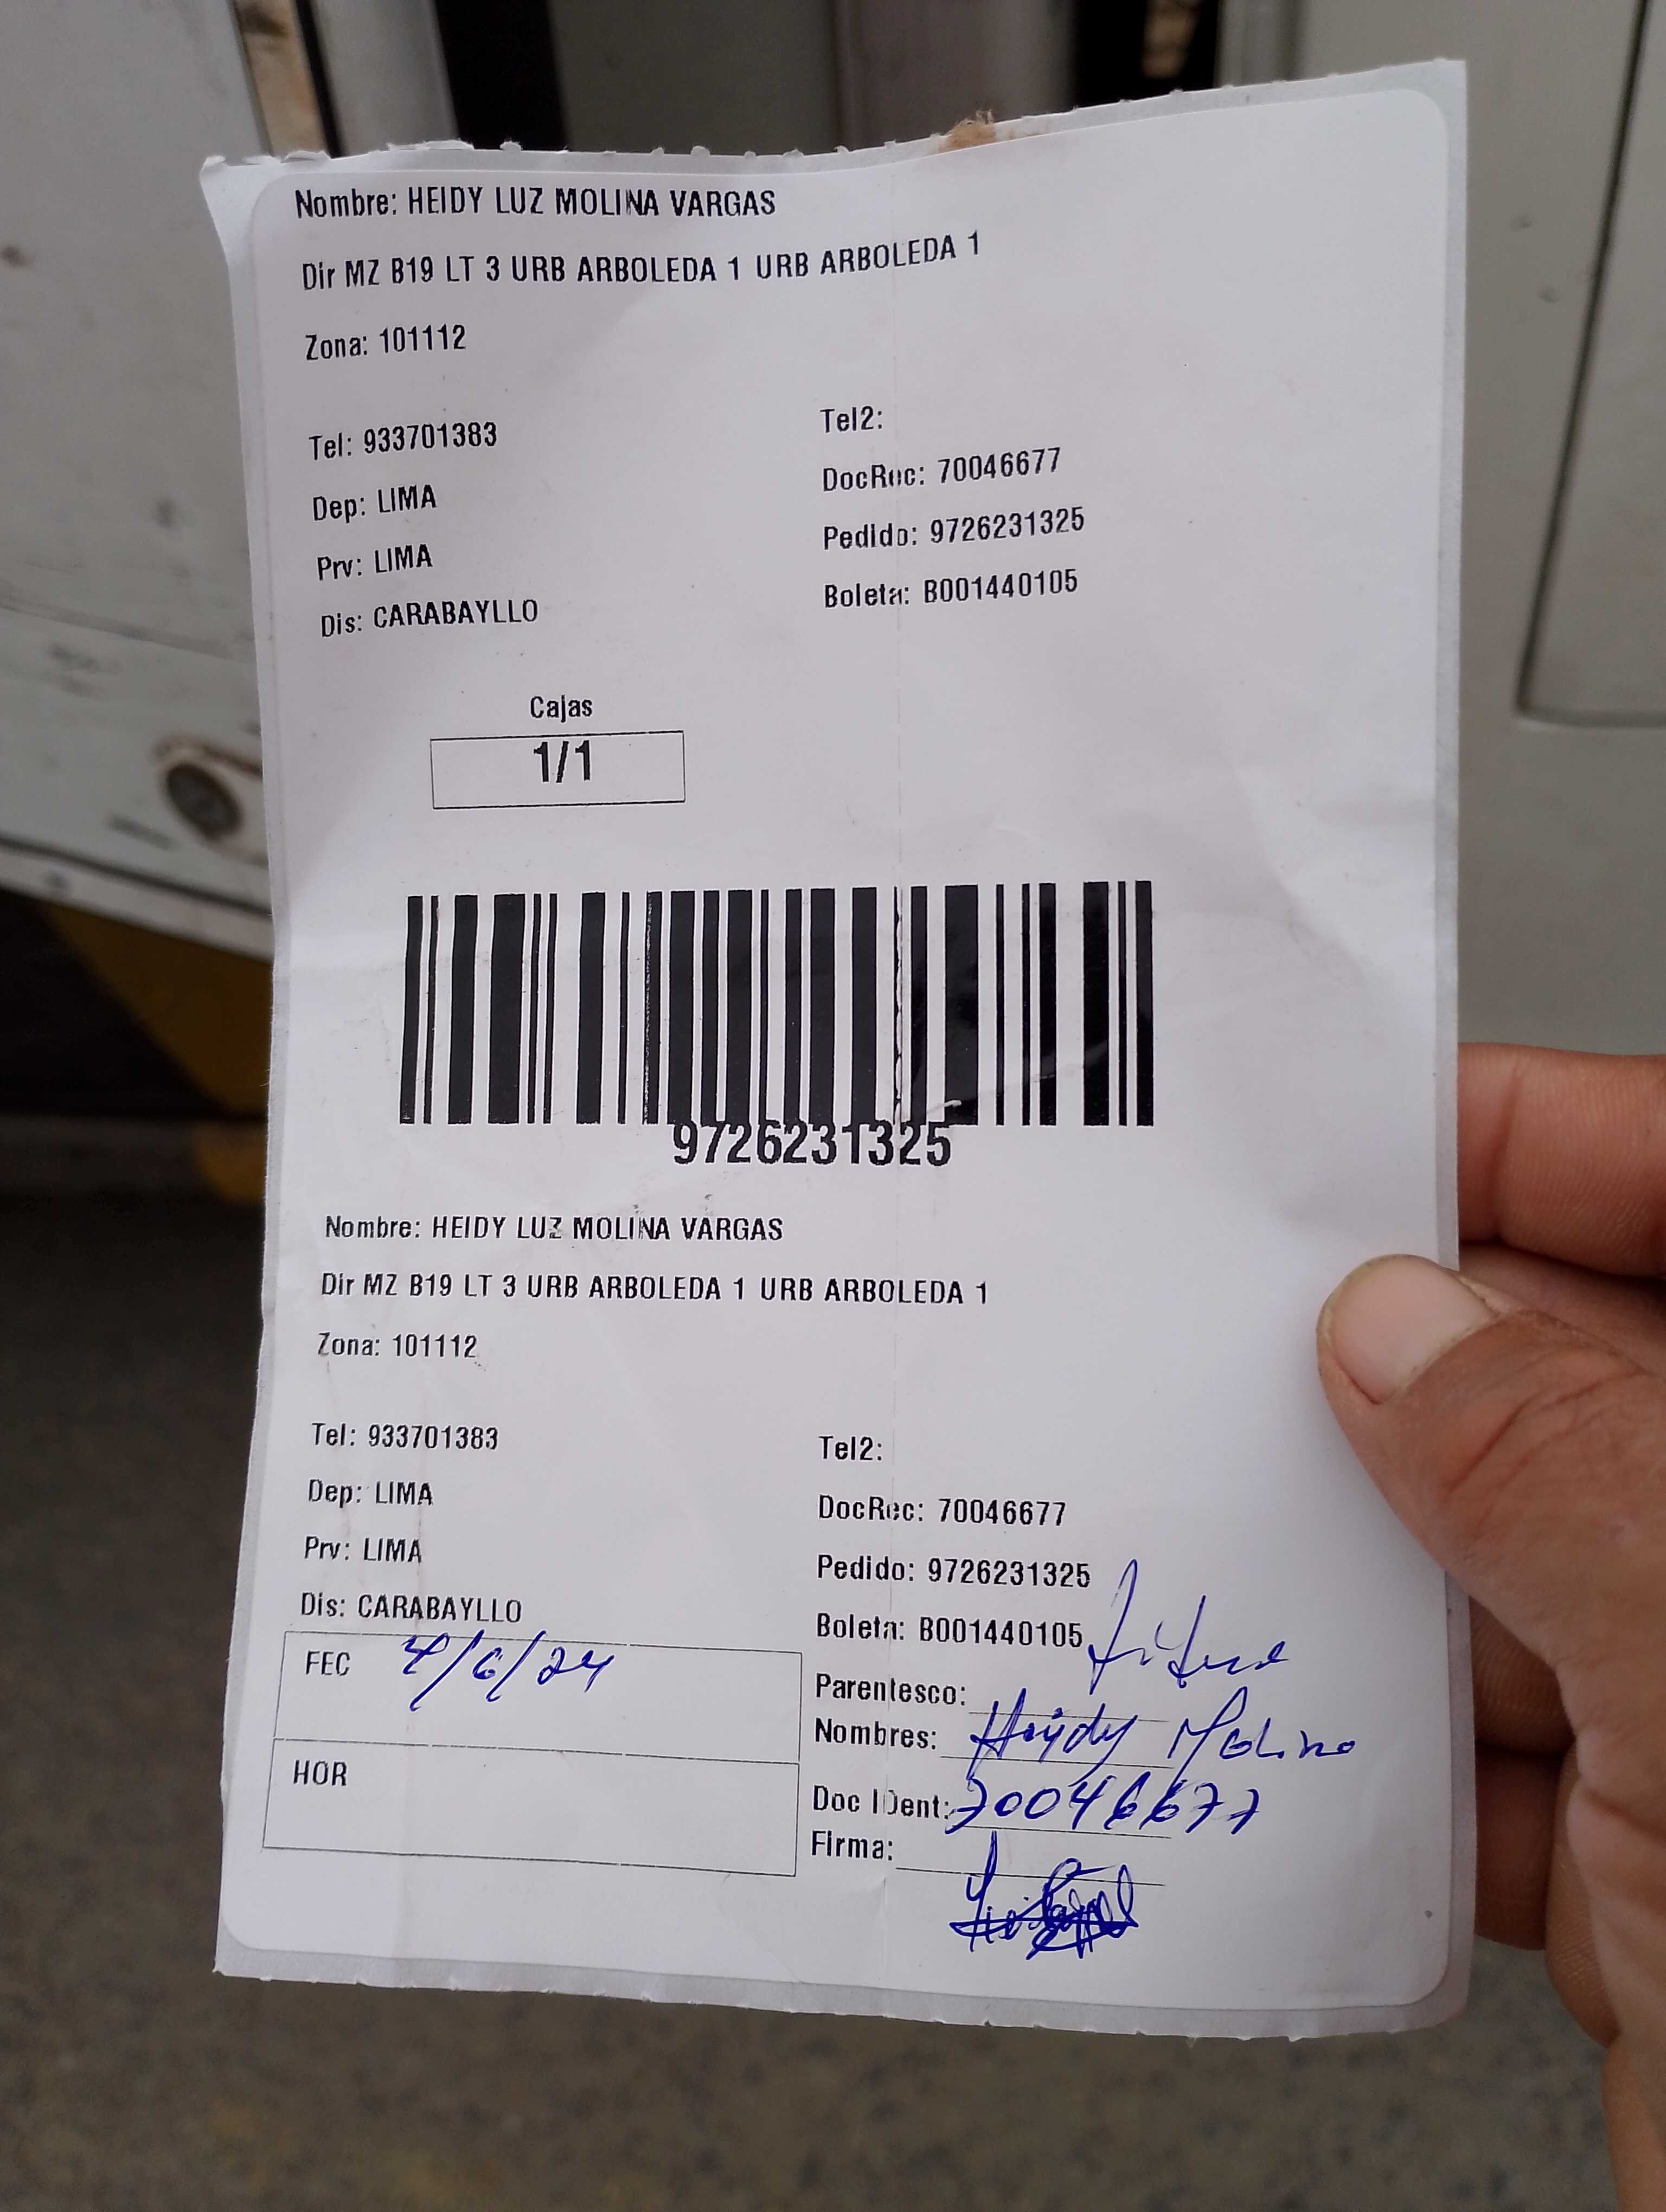 Nombre: HEIDY LUZ MOLINA VARGAS
Dir MZ B19 LT 3 URB ARBOLEDA 1 URB ARBOLEDA 1
Zona: 101112
Tel: 933701383
Tel2:
Dep: LIMA
DocRec: 70046677
Prv: LIMA
Pedido: 9726231325
Dis: CARABAYLLO
Boleta: B001440105
Cajas
1/1
9726231325
Nombre: HEIDY LUZ MOLINA VARGAS
Dir MZ B19 LT 3 URB ARBOLEDA 1 URB ARBOLEDA 1
Zona: 101112
Tel: 933701383
Tel2:
Dep: LIMA
DocRec: 70046677
Prv: LIMA
Pedido: 9726231325
Dis: CARABAYLLO
Boleta: B001440105
FEC 4/6/24
Parentesco:
Nombres: Heydy Molina
HOR
Doc IDent: 70046677
Firma: